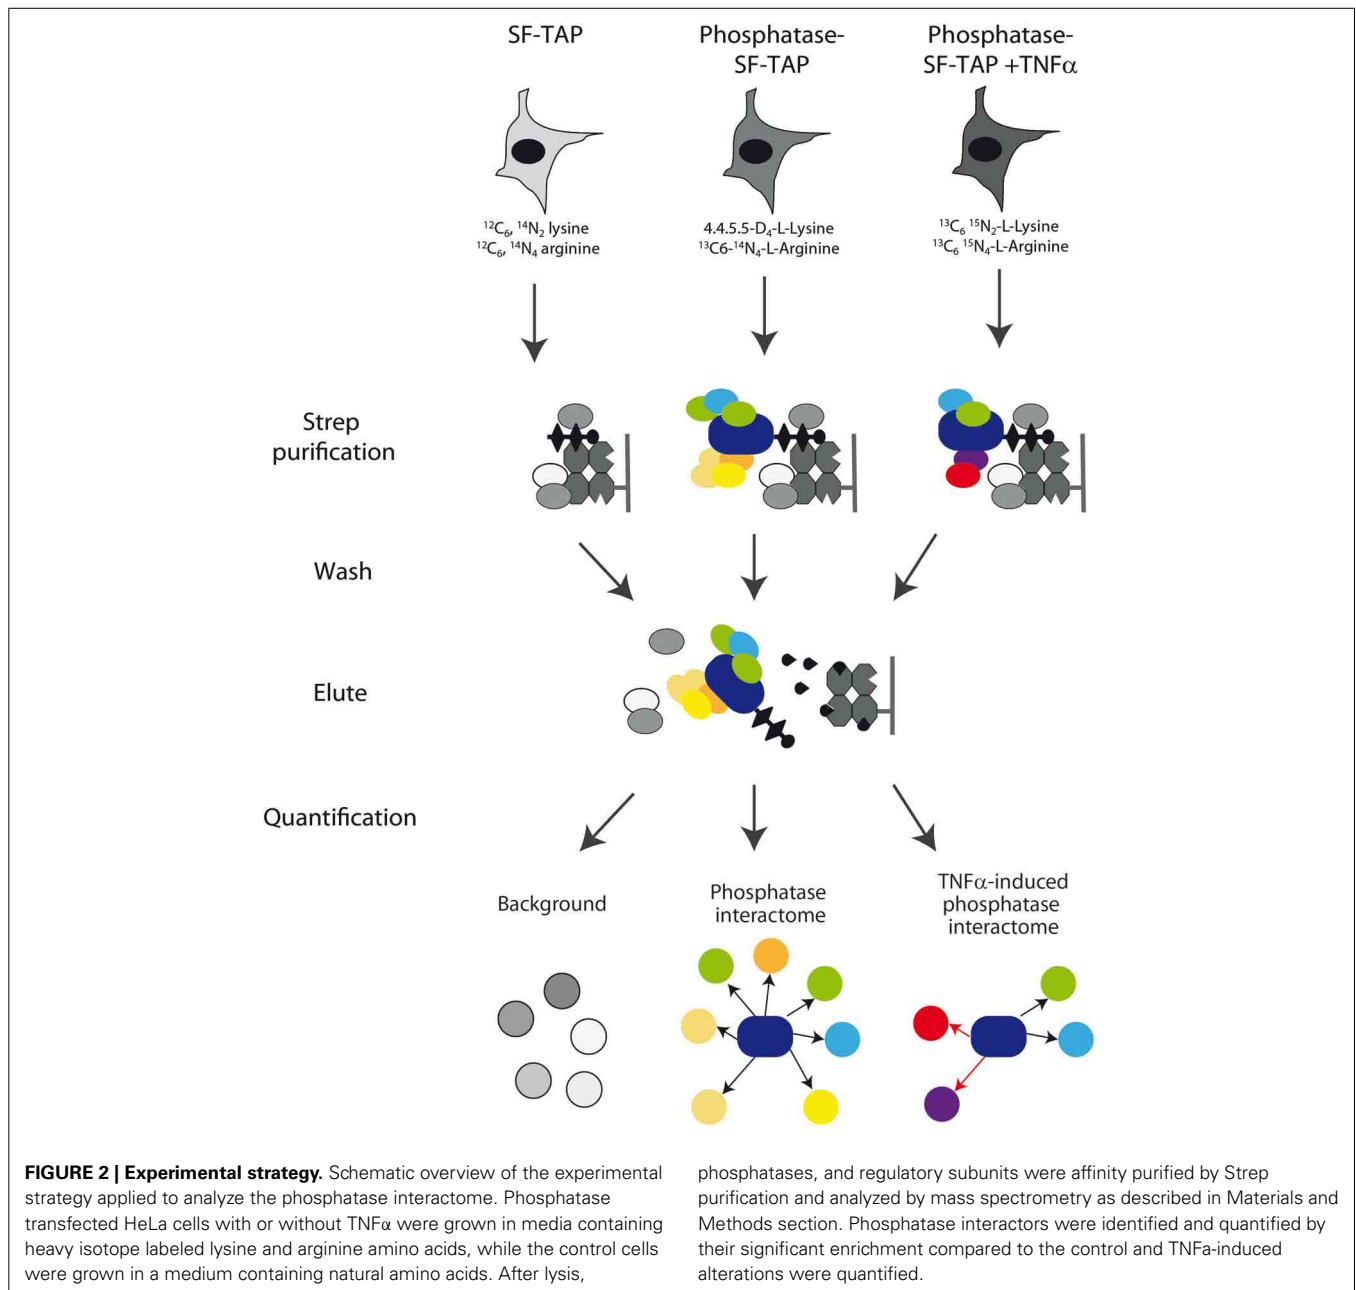 SF-TAP
Phosphatase-
SF-TAP
Phosphatase-
SF-TAP +TNFα
¹²C₆, ¹⁴N₂ lysine
¹²C₆, ¹⁴N₄ arginine
4.4.5.5-D₄-L-Lysine
¹³C6-¹⁴N₄-L-Arginine
¹³C₆ ¹⁵N₂-L-Lysine
¹³C₆ ¹⁵N₄-L-Arginine
Strep
purification
Wash
Elute
Quantification
Background
Phosphatase
interactome
TNFα-induced
phosphatase
interactome
FIGURE 2 | Experimental strategy. Schematic overview of the experimental
strategy applied to analyze the phosphatase interactome. Phosphatase
transfected HeLa cells with or without TNFα were grown in media containing
heavy isotope labeled lysine and arginine amino acids, while the control cells
were grown in a medium containing natural amino acids. After lysis,
phosphatases, and regulatory subunits were affinity purified by Strep
purification and analyzed by mass spectrometry as described in Materials and
Methods section. Phosphatase interactors were identified and quantified by
their significant enrichment compared to the control and TNFa-induced
alterations were quantified.